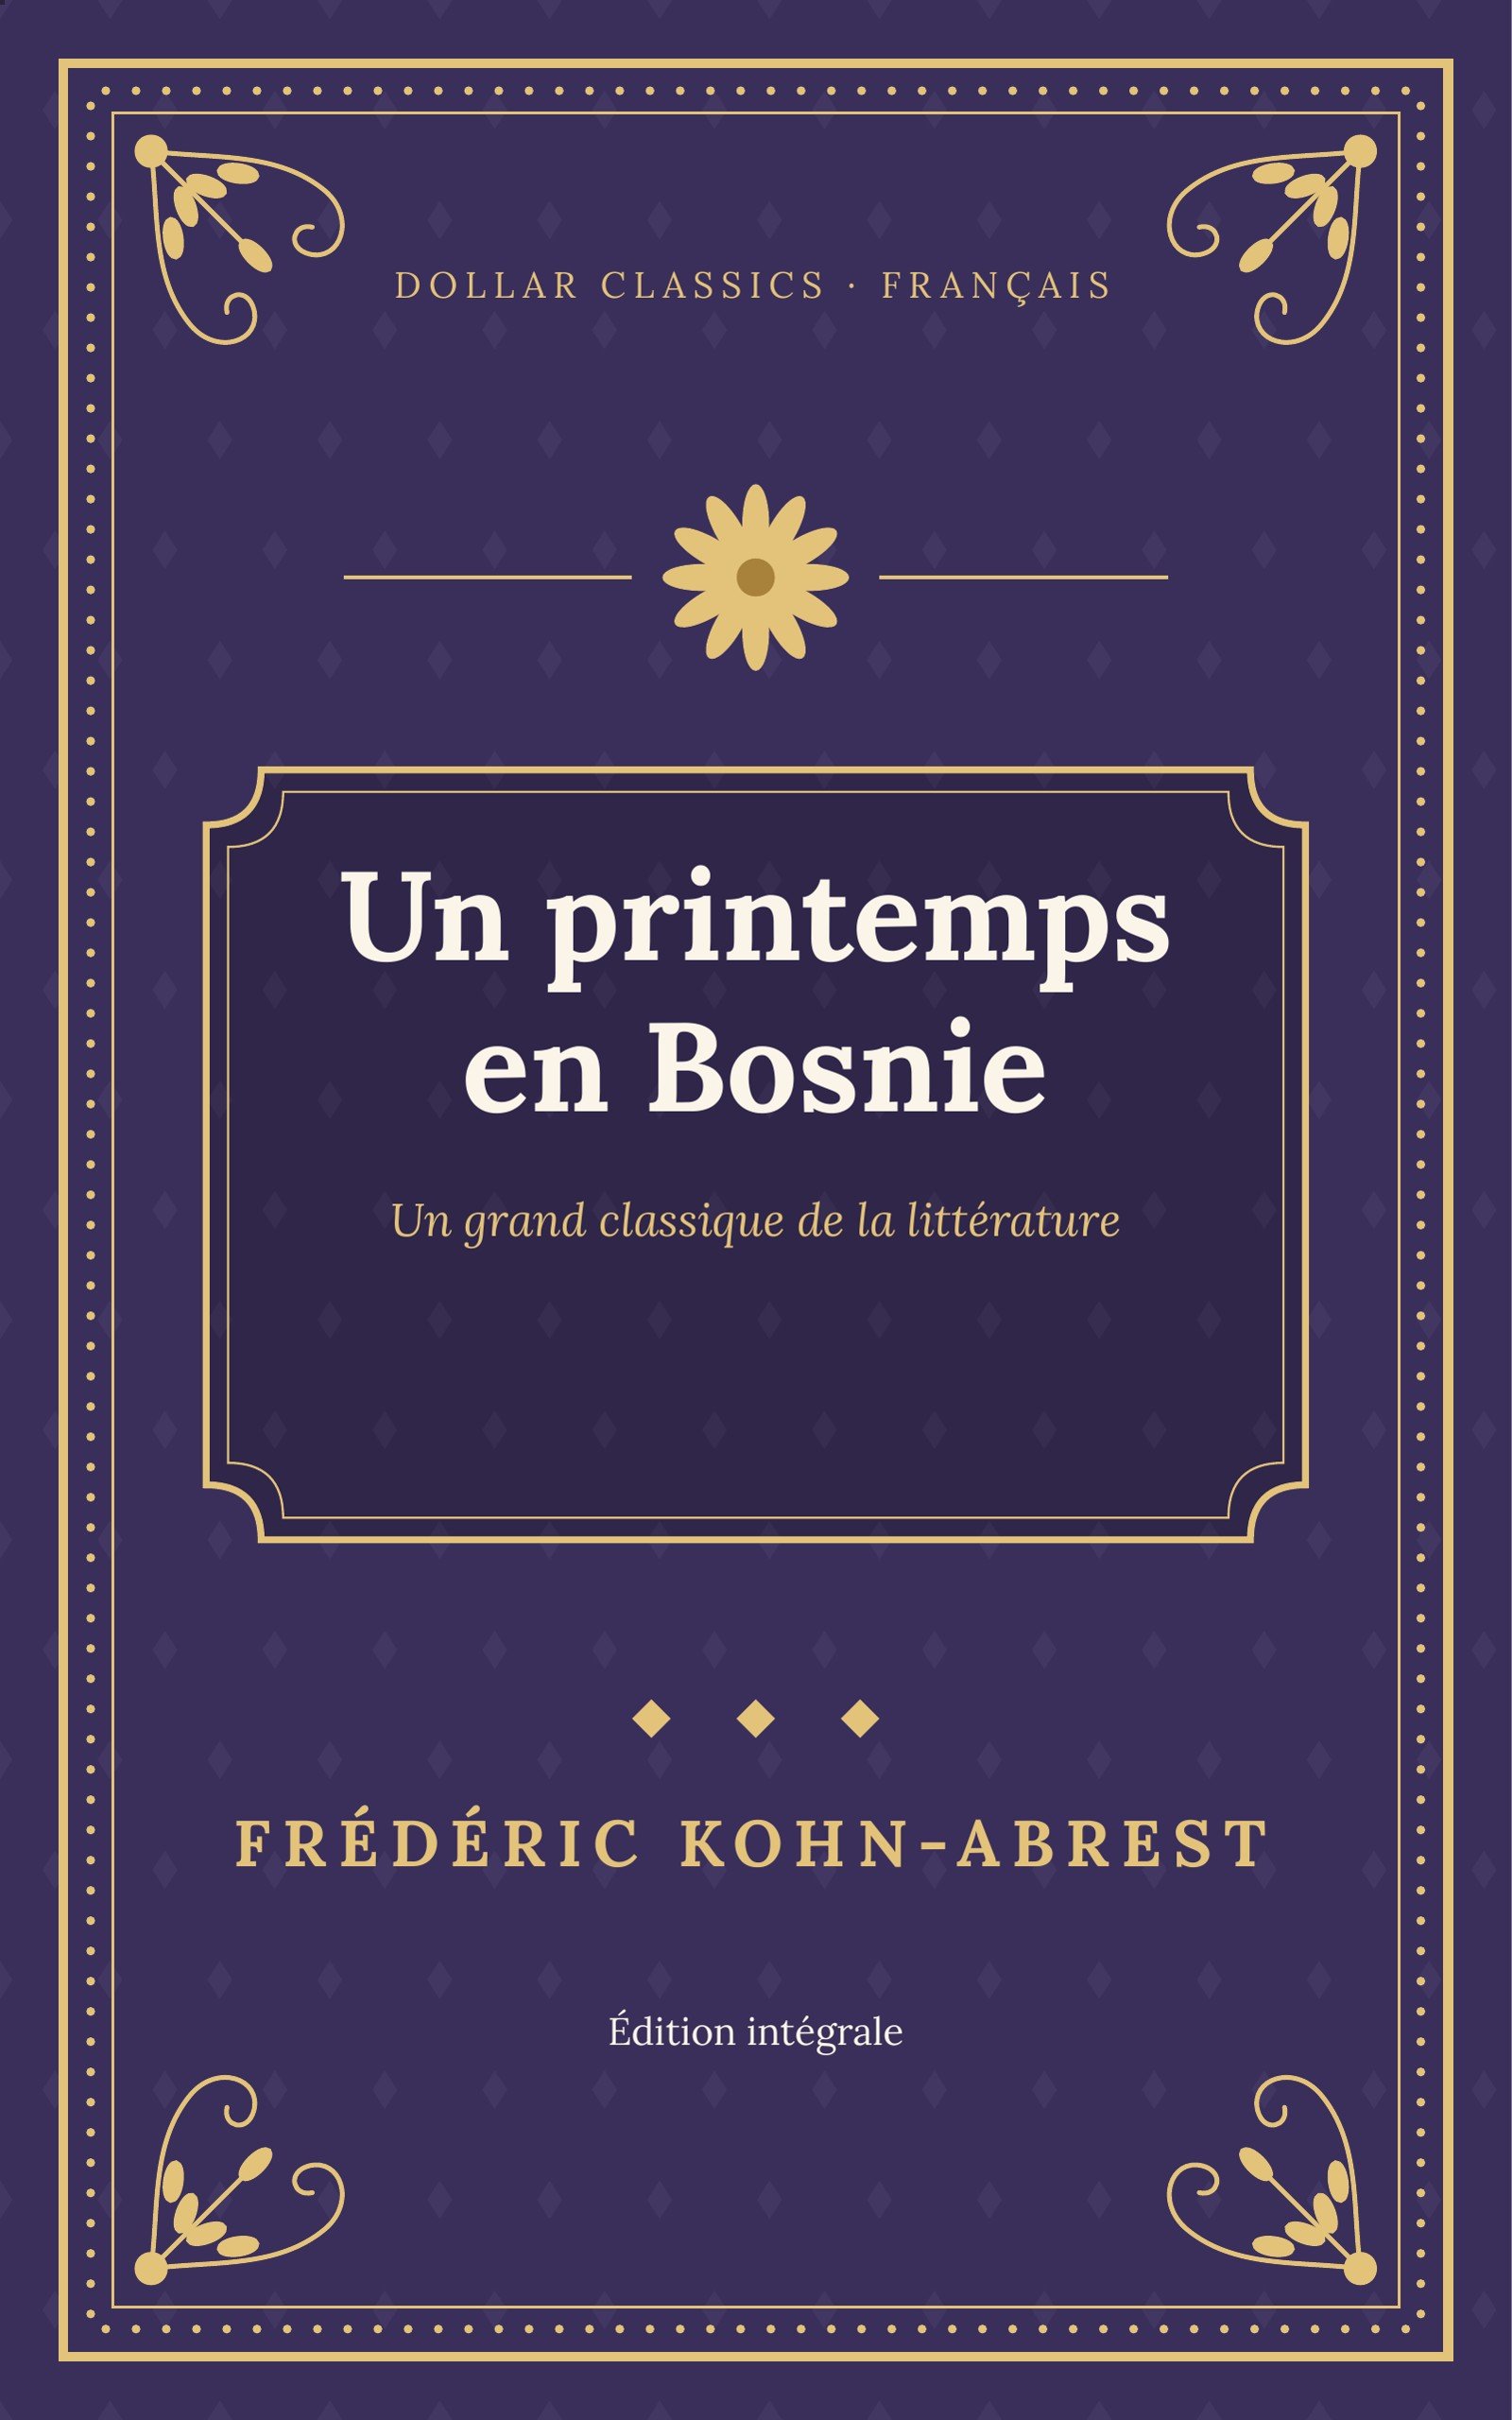 DOLLAR CLASSICS · FRANÇAIS
Un printemps
en Bosnie
Un grand classique de la littérature
FRÉDÉRIC KOHN-ABREST
Édition intégrale